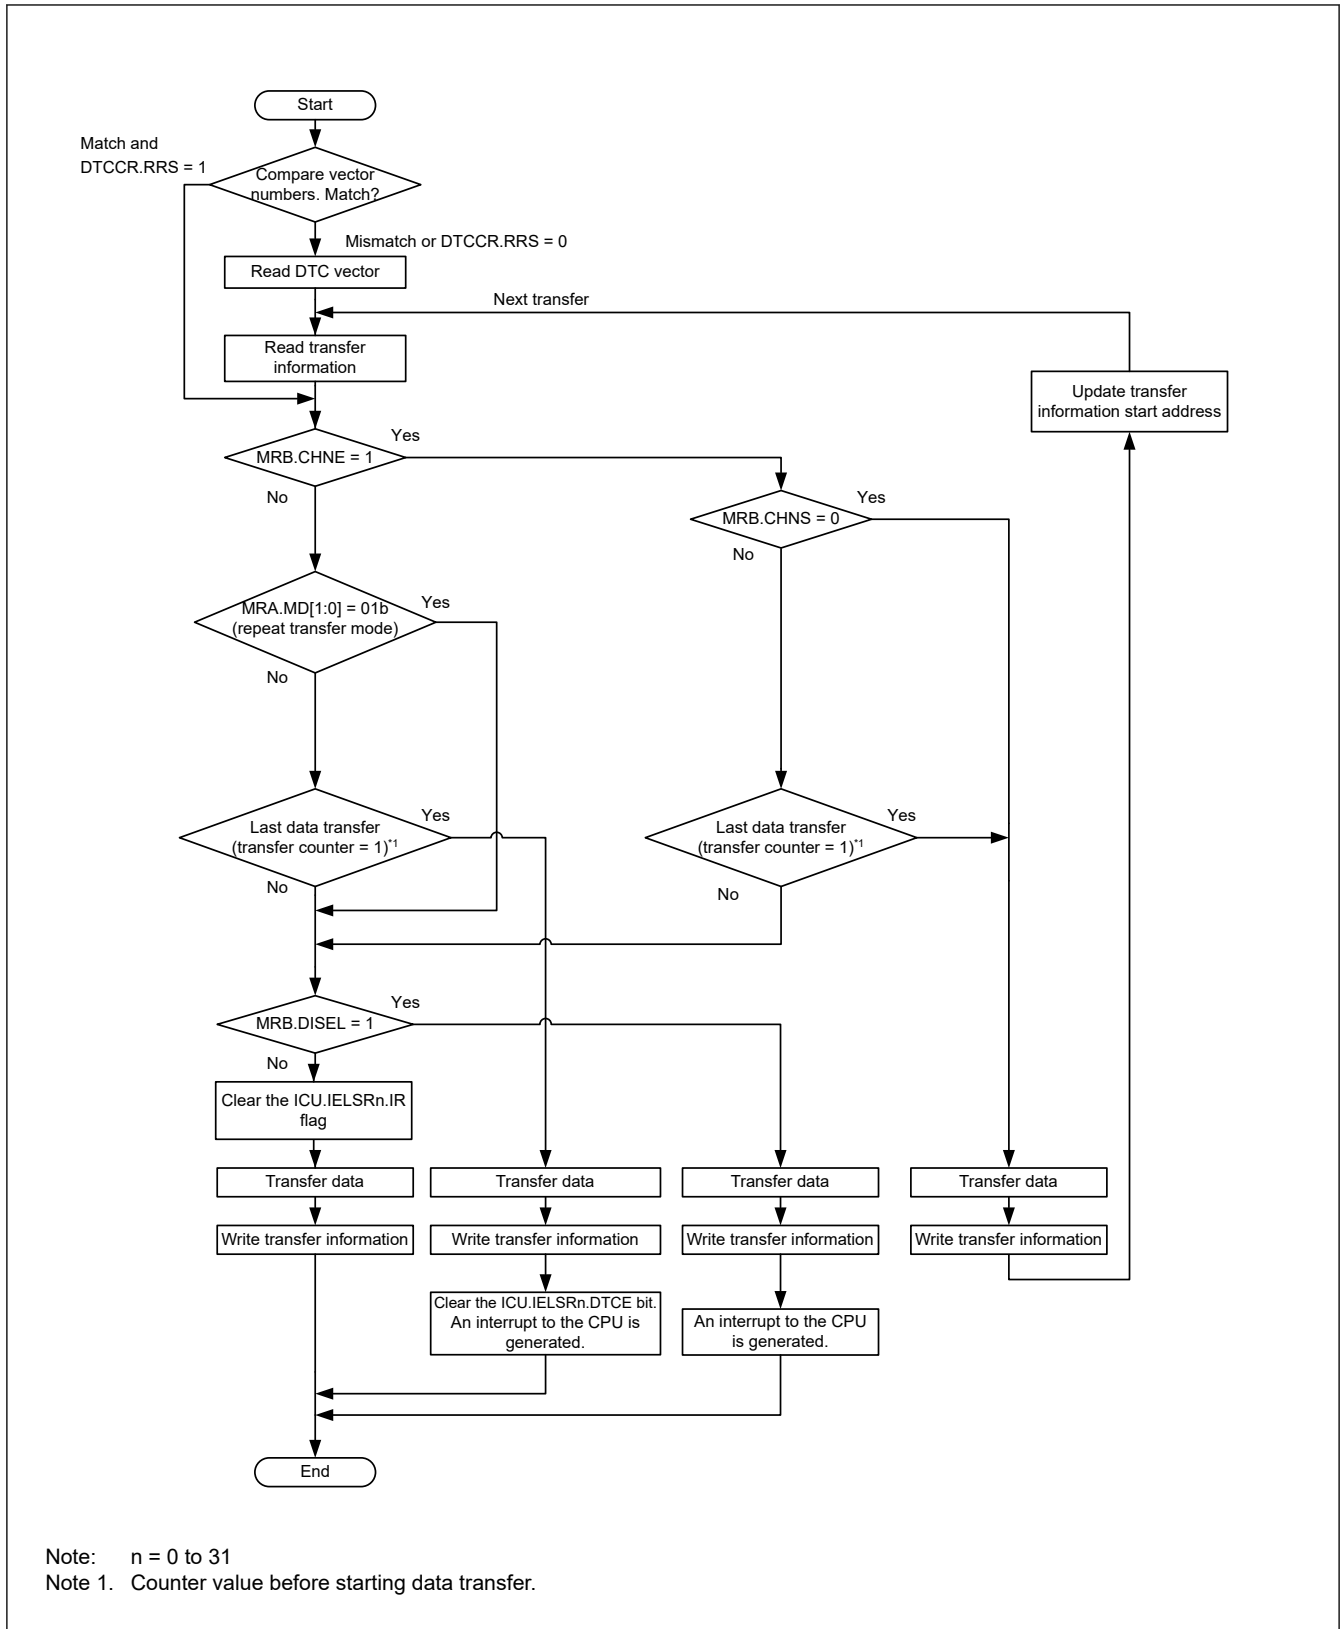 Start
Match and
DTCCR.RRS = 1
Compare vector
numbers. Match?
Mismatch or DTCCR.RRS = 0
Read DTC vector
Next transfer
Read transfer
information
Update transfer
information start address
Yes
MRB.CHNE = 1
No
Yes
MRB.CHNS = 0
No
MRA.MD[1:0] = 01b
(repeat transfer mode)
Yes
No
Last data transfer
(transfer counter = 1)*1
Yes
No
Last data transfer
(transfer counter = 1)*1
Yes
No
MRB.DISEL = 1
Yes
No
Clear the ICU.IELSRn.IR
flag
Transfer data
Transfer data
Transfer data
Transfer data
Write transfer information
Write transfer information
Write transfer information
Write transfer information
Clear the ICU.IELSRn.DTCE bit.
An interrupt to the CPU is
generated.
An interrupt to the CPU
is generated.
End
Note: n = 0 to 31
Note 1. Counter value before starting data transfer.